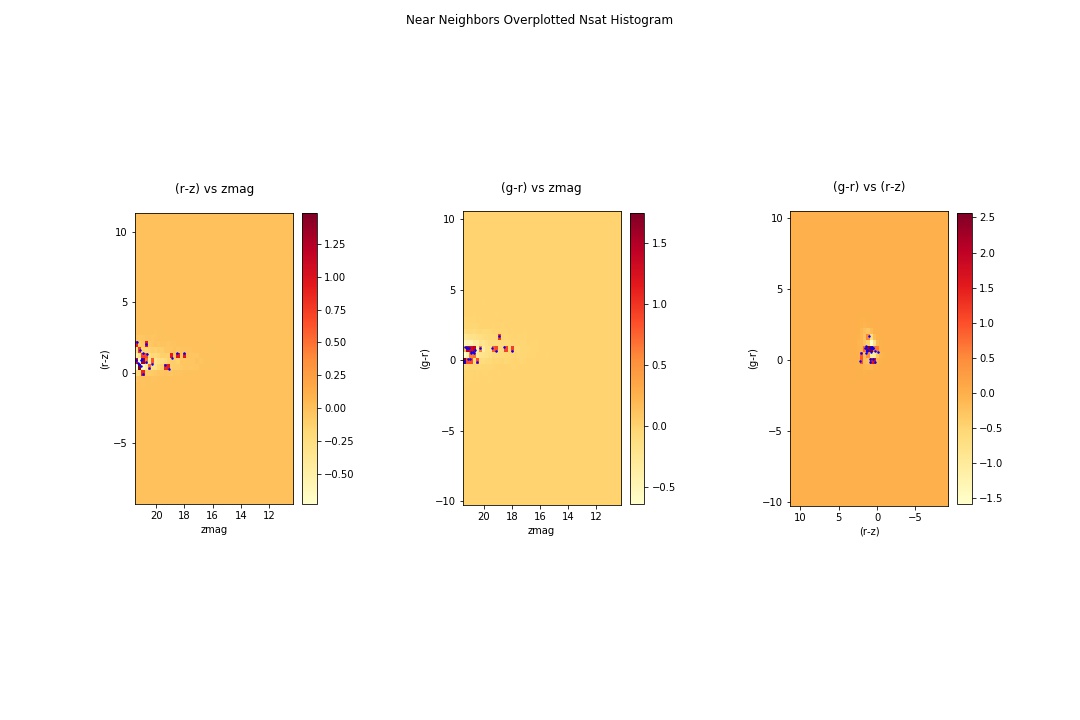 Near Neighbors Overplotted Nsat Histogram
(r-z) vs zmag
10
5
0
−5
(r-z)
20 18 16 14 12
zmag
1.25
1.00
0.75
0.50
0.25
0.00
−0.25
−0.50
(g-r) vs zmag
10
5
0
−5
−10
(g-r)
20 18 16 14 12
zmag
1.5
1.0
0.5
0.0
−0.5
(g-r) vs (r-z)
10
5
0
−5
−10
(g-r)
10 5 0 −5
(r-z)
2.5
2.0
1.5
1.0
0.5
0.0
−0.5
−1.0
−1.5